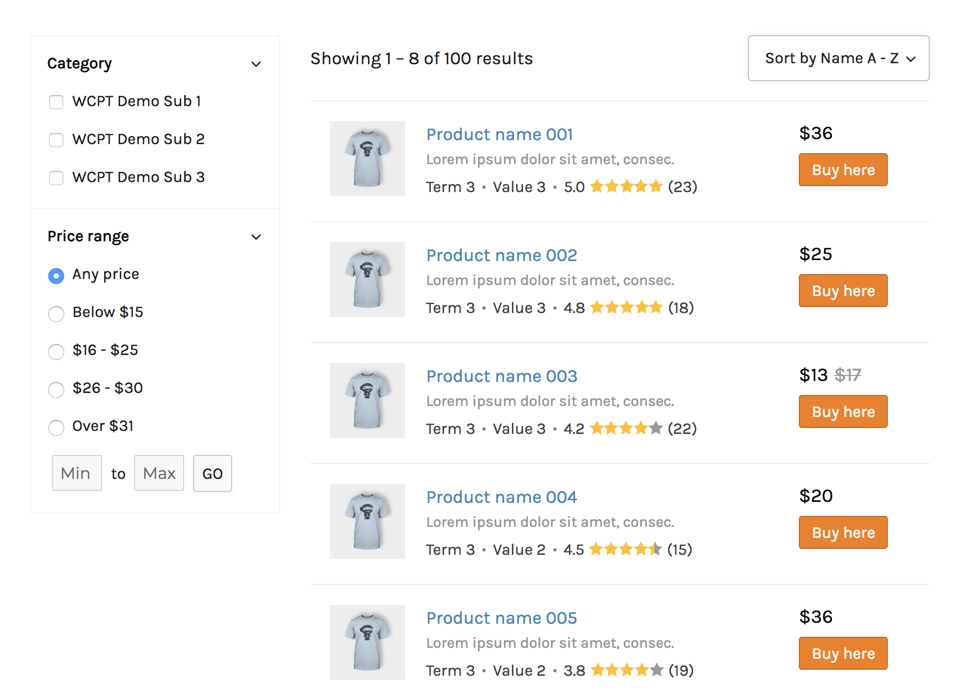 Category
WCPT Demo Sub 1
WCPT Demo Sub 2
WCPT Demo Sub 3
Price range
Any price
Below $15
$16 - $25
$26 - $30
Over $31
Min to Max GO
Showing 1 – 8 of 100 results
Sort by Name A - Z
Product name 001
Lorem ipsum dolor sit amet, consec.
Term 3 • Value 3 • 5.0 (23)
$36
Buy here
Product name 002
Lorem ipsum dolor sit amet, consec.
Term 3 • Value 3 • 4.8 (18)
$25
Buy here
Product name 003
Lorem ipsum dolor sit amet, consec.
Term 3 • Value 3 • 4.2 (22)
$13 $17
Buy here
Product name 004
Lorem ipsum dolor sit amet, consec.
Term 3 • Value 2 • 4.5 (15)
$20
Buy here
Product name 005
Lorem ipsum dolor sit amet, consec.
Term 3 • Value 2 • 3.8 (19)
$36
Buy here